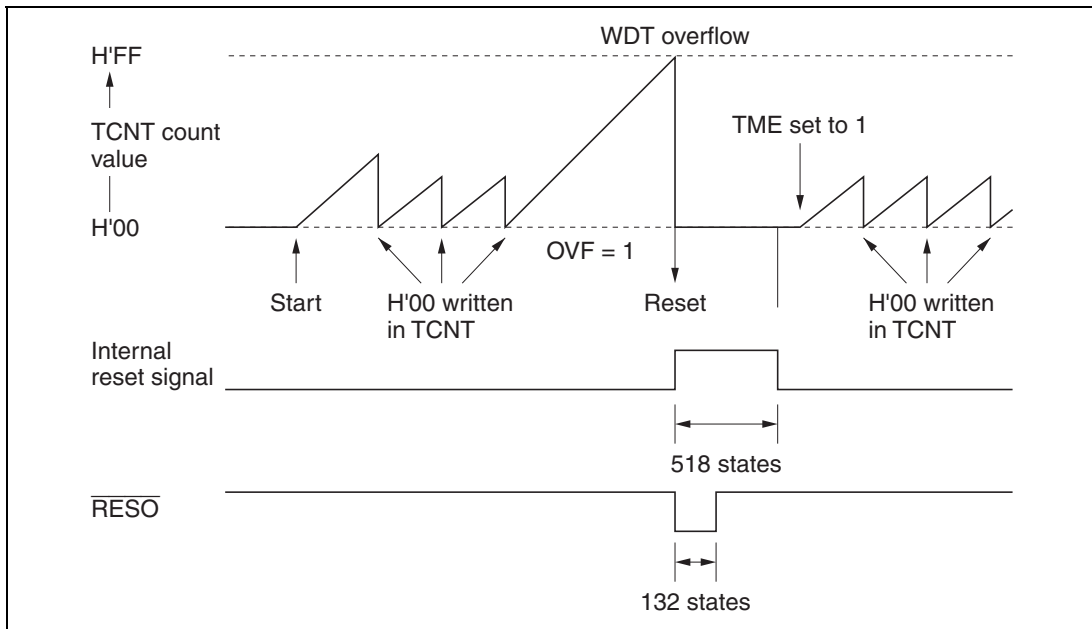 WDT overflow
H'FF
TCNT count
value
TME set to 1
H'00
OVF = 1
Start
H'00 written
in TCNT
Reset
H'00 written
in TCNT
Internal
reset signal
518 states
RESO
132 states